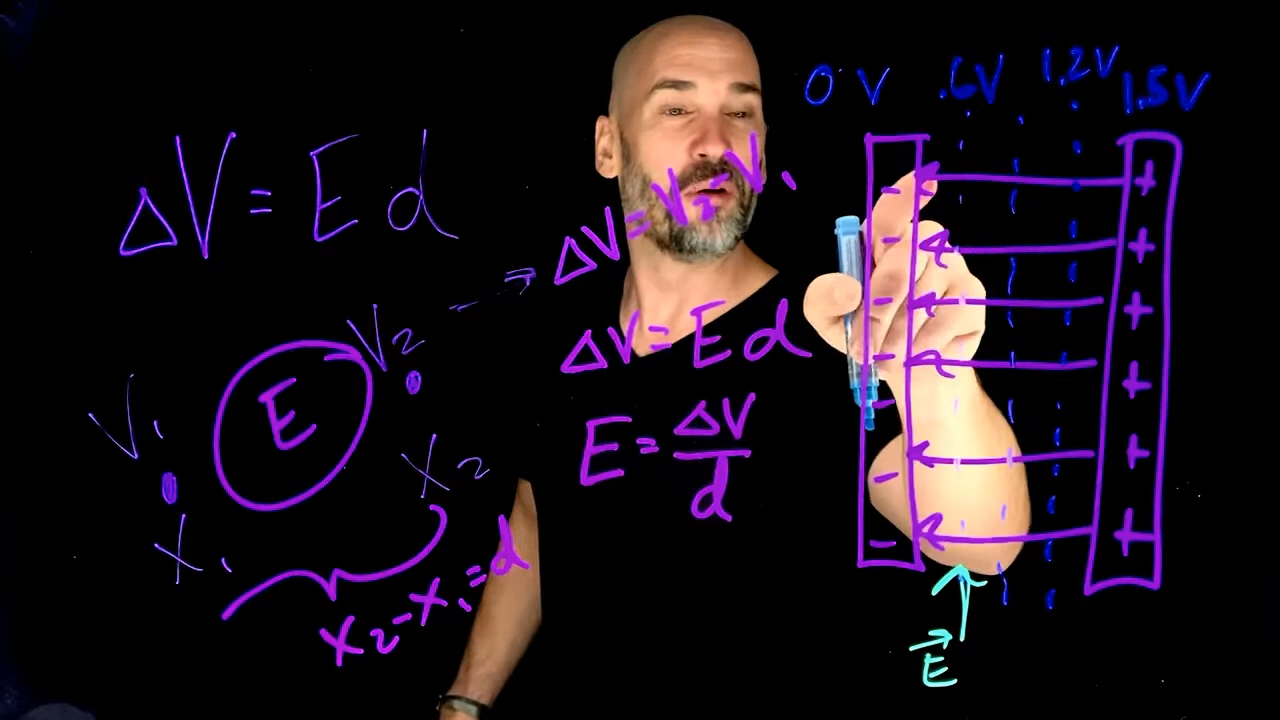 ΔV = Ed
V₁
X₁
E
V₂
X₂
X₂-X₁=d
ΔV=V₂-V₁
ΔV=Ed
E=ΔV/d
0 V .6V 1.2V 1.5V
- +
- +
- +
- +
- +
- +
-
E⃗